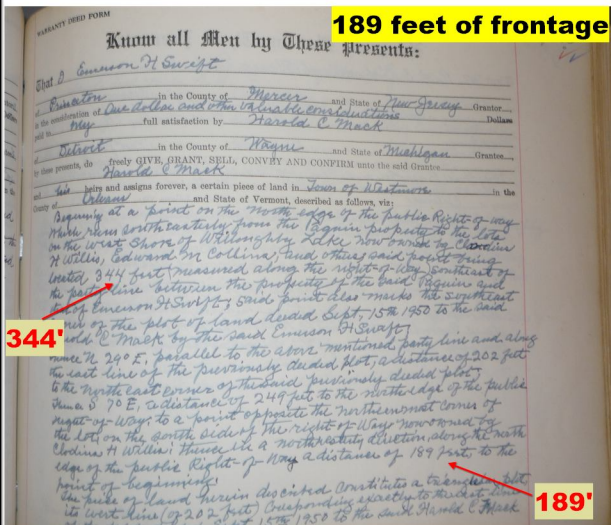 WARRANTY DEED FORM
189 feet of frontage
Know all Men by These Presents:
That I Emerson H Swift
of Princeton in the County of Mercer and State of New Jersey Grantor
in the consideration of One dollar and other valuable considerations Dollars
paid to my full satisfaction by Harold C Mack
of Detroit in the County of Wayne and State of Michigan Grantee,
by these presents, do freely GIVE, GRANT, SELL, CONVEY AND CONFIRM unto the said Grantee
Harold C Mack
and his heirs and assigns forever, a certain piece of land in Town of Westmore in the
County of Orleans and State of Vermont, described as follows, viz:
Beginning at a point on the North edge of the public Right-of-way
which runs southeasterly from the Paquin property to the lots
on the West Shore of Willoughby Lake now owned by Clodina
H Willis, Edward M Collins, and others, said point being
located 344 feet (measured along the right-of-way) southeast of
the party line between the property of the said Paquin and
of Emerson H Swift; Said point also marks the Southeast
of the plot of land deeded Sept, 15th 1950 to the said
Harold C Mack by the said Emerson H Swift;
344'
thence N 29° E, parallel to the above mentioned party line and along
the east line of the previously deeded plot, a distance of 202 feet
to the northeast corner of the said previously deeded plot;
thence S 70 E, a distance of 249 feet to the north edge of the public
right-of-way, to a point opposite the northernmost corner of
the lot, on the south side of the right-of-way now owned by
Clodina H Willis; thence in a northwesterly direction, along the north
edge of the public Right-of-Way a distance of 189 feet to the
point of beginning.
189'
The piece of land herein described Constitutes a triangular plot,
its west line (of 202 feet) Corresponding exactly to the east line
15th 1950 to the said Harold C Mack